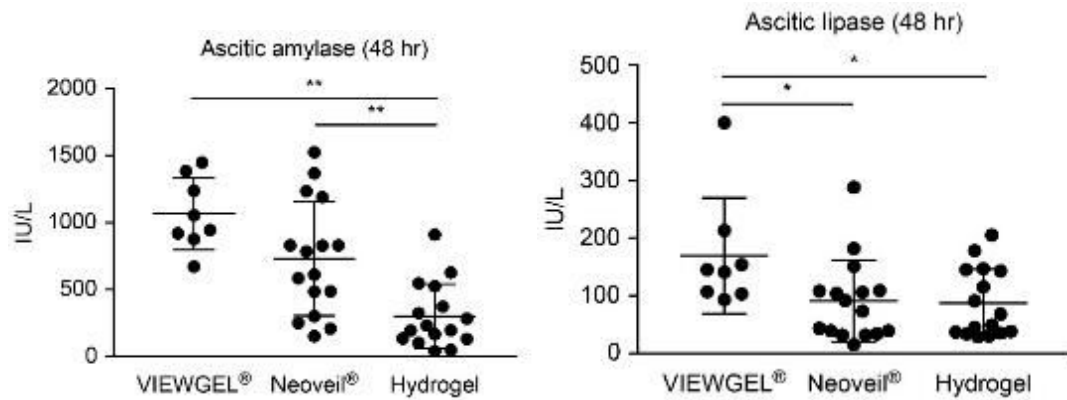 Ascitic amylase (48 hr)
**
**
2000
1500
1000
500
0
IU/L
VIEWGEL® Neoveil® Hydrogel
Ascitic lipase (48 hr)
*
*
500
400
300
200
100
0
IU/L
VIEWGEL® Neoveil® Hydrogel